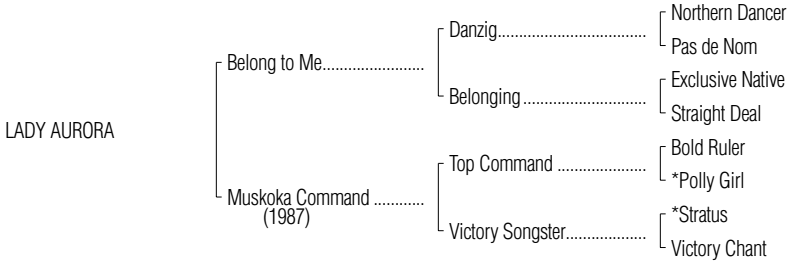 Northern Dancer
Danzig......................................
Pas de Nom
Belong to Me.......................
Exclusive Native
Belonging................................
Straight Deal
LADY AURORA
Bold Ruler
Top Command .......................
*Polly Girl
Muskoka Command ............
(1987)
*Stratus
Victory Songster.....................
Victory Chant